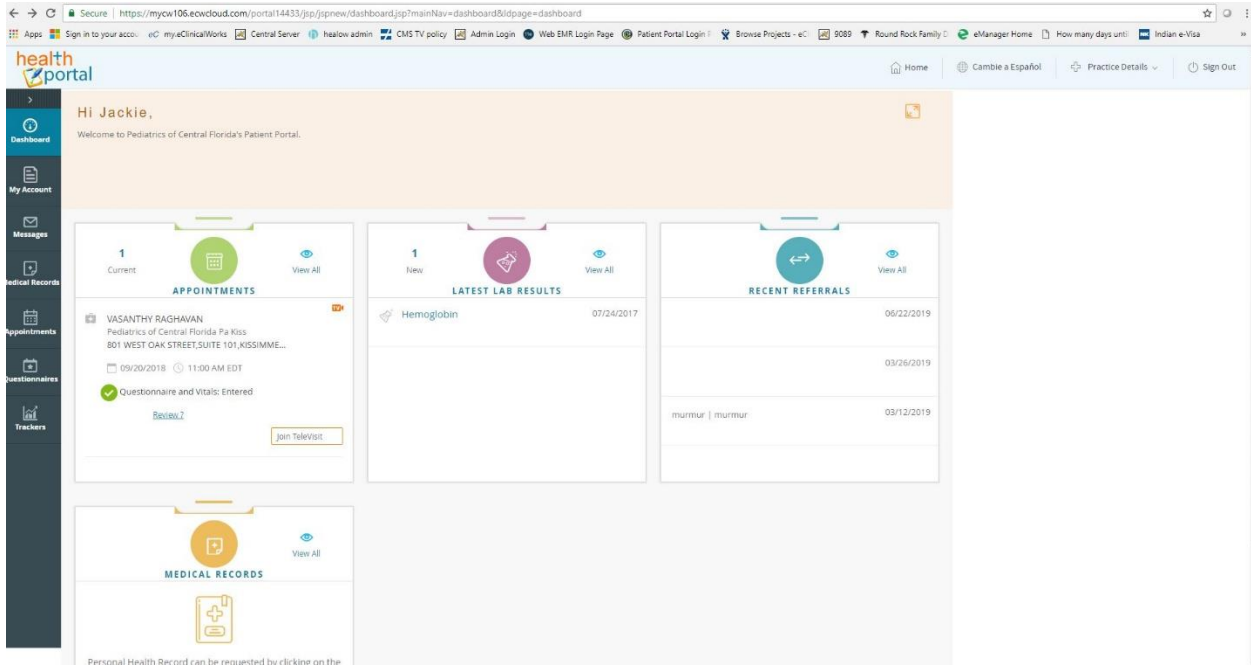 Secure | https://mycw106.ecwcloud.com/portal14433/jsp/jspnew/dashboard.jsp?mainNav=dashboard&ldpage=dashboard
Apps Sign in to your accou my.eClinicalWorks Central Server healow admin CMS TV policy Admin Login Web EMR Login Page Patient Portal Login Browse Projects - eC 9089 Round Rock Family D eManager Home How many days until Indian e-Visa »
health
portal
Home Cambie a Español Practice Details Sign Out
Dashboard
My Account
Messages
Medical Records
Appointments
Questionnaires
Trackers
Hi Jackie,
Welcome to Pediatrics of Central Florida's Patient Portal.
1
Current
View All
APPOINTMENTS
VASANTHY RAGHAVAN
Pediatrics of Central Florida Pa Kiss
801 WEST OAK STREET,SUITE 101,KISSIMME...
09/20/2018 11:00 AM EDT
Questionnaire and Vitals: Entered
Review ?
Join TeleVisit
1
New
View All
LATEST LAB RESULTS
Hemoglobin 07/24/2017
View All
RECENT REFERRALS
06/22/2019
03/26/2019
murmur | murmur 03/12/2019
View All
MEDICAL RECORDS
Personal Health Record can be requested by clicking on the